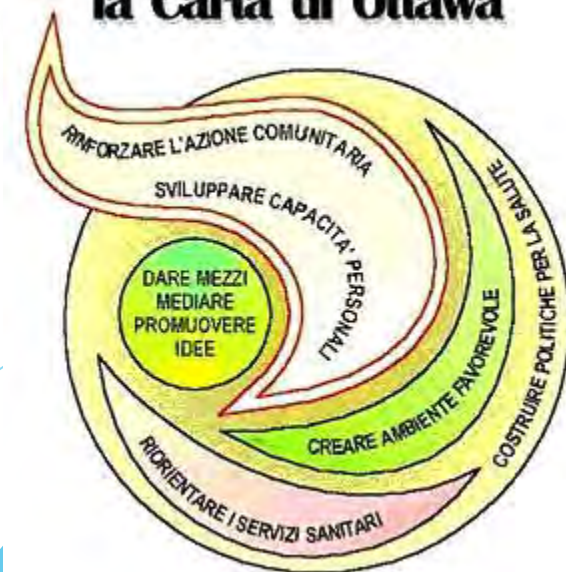 la Carta di Ottawa
RINFORZARE L'AZIONE COMUNITARIA
SVILUPPARE CAPACITA' PERSONALI
DARE MEZZI
MEDIARE
PROMUOVERE
IDEE
CREARE AMBIENTE FAVOREVOLE
COSTRUIRE POLITICHE PER LA SALUTE
RIORIENTARE I SERVIZI SANITARI